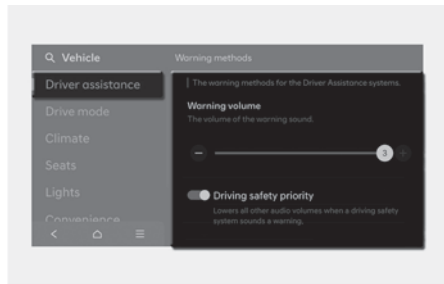 Vehicle
Warning methods
Driver assistance
The warning methods for the Driver Assistance systems.
Drive mode
Warning volume
The volume of the warning sound.
Climate
3
Seats
Lights
Driving safety priority
Lowers all other audio volumes when a driving safety
system sounds a warning.
Convenience